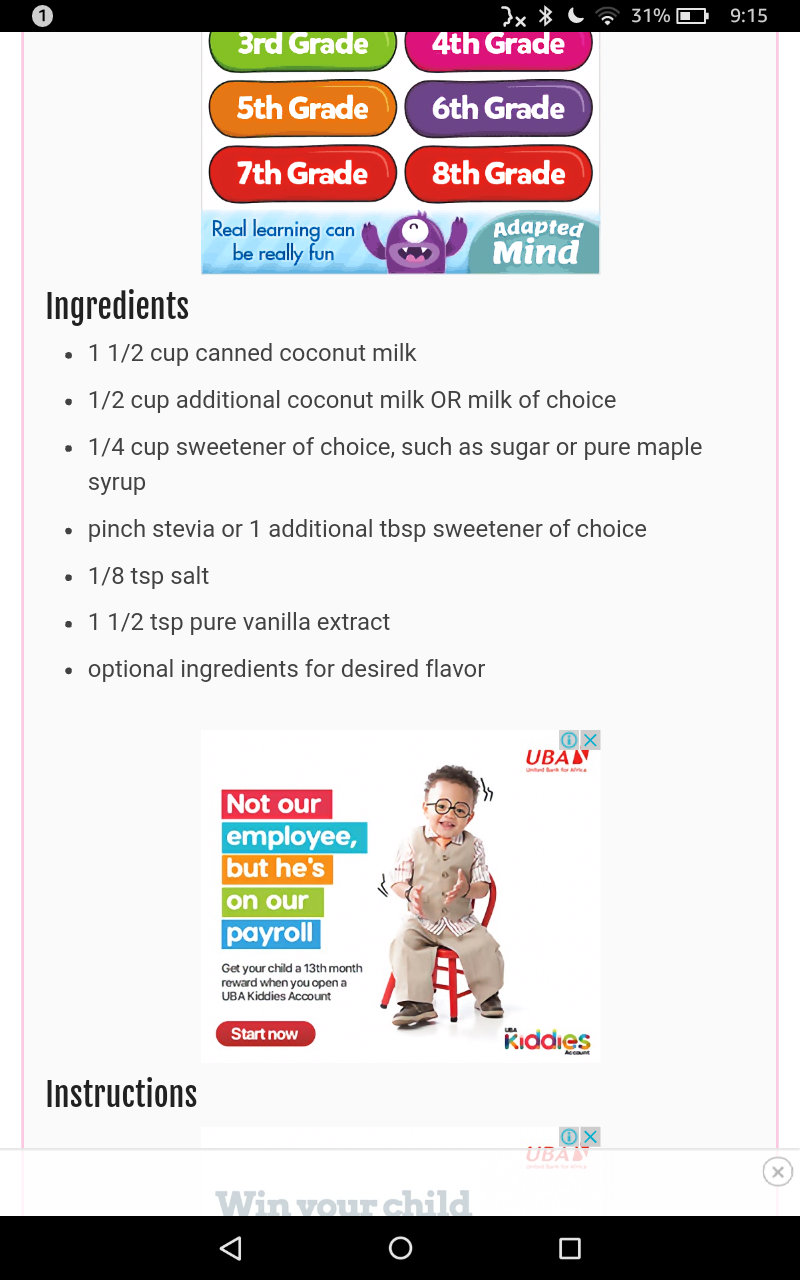 1 31% 9:15
3rd Grade 4th Grade
5th Grade 6th Grade
7th Grade 8th Grade
Real learning can
be really fun
Adapted
Mind
Ingredients
• 1 1/2 cup canned coconut milk
• 1/2 cup additional coconut milk OR milk of choice
• 1/4 cup sweetener of choice, such as sugar or pure maple
syrup
• pinch stevia or 1 additional tbsp sweetener of choice
• 1/8 tsp salt
• 1 1/2 tsp pure vanilla extract
• optional ingredients for desired flavor
UBA
United Bank for Africa
Not our
employee,
but he's
on our
payroll
Get your child a 13th month
reward when you open a
UBA Kiddies Account
Start now
UBA
Kiddies
Account
Instructions
UBA
United Bank for Africa
Win your child